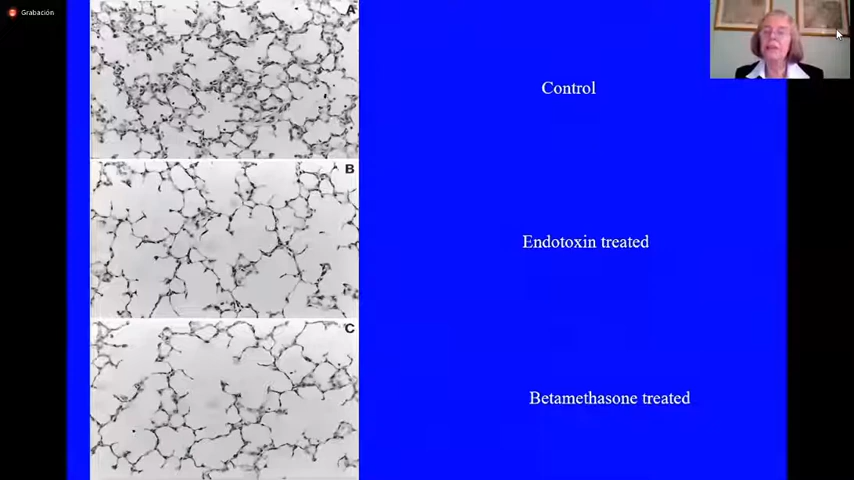 Grabación
A
Control
B
Endotoxin treated
C
Betamethasone treated